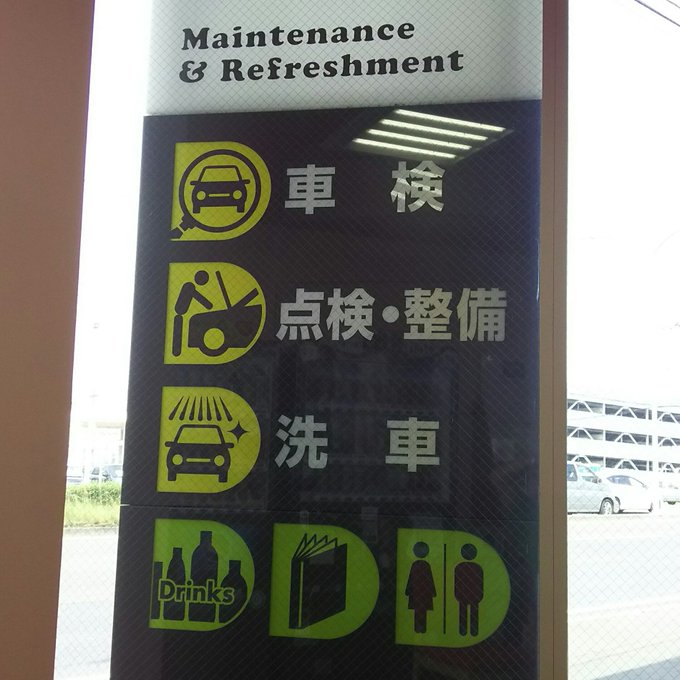 Maintenance
& Refreshment
車 検
点検・整備
洗 車
Drinks